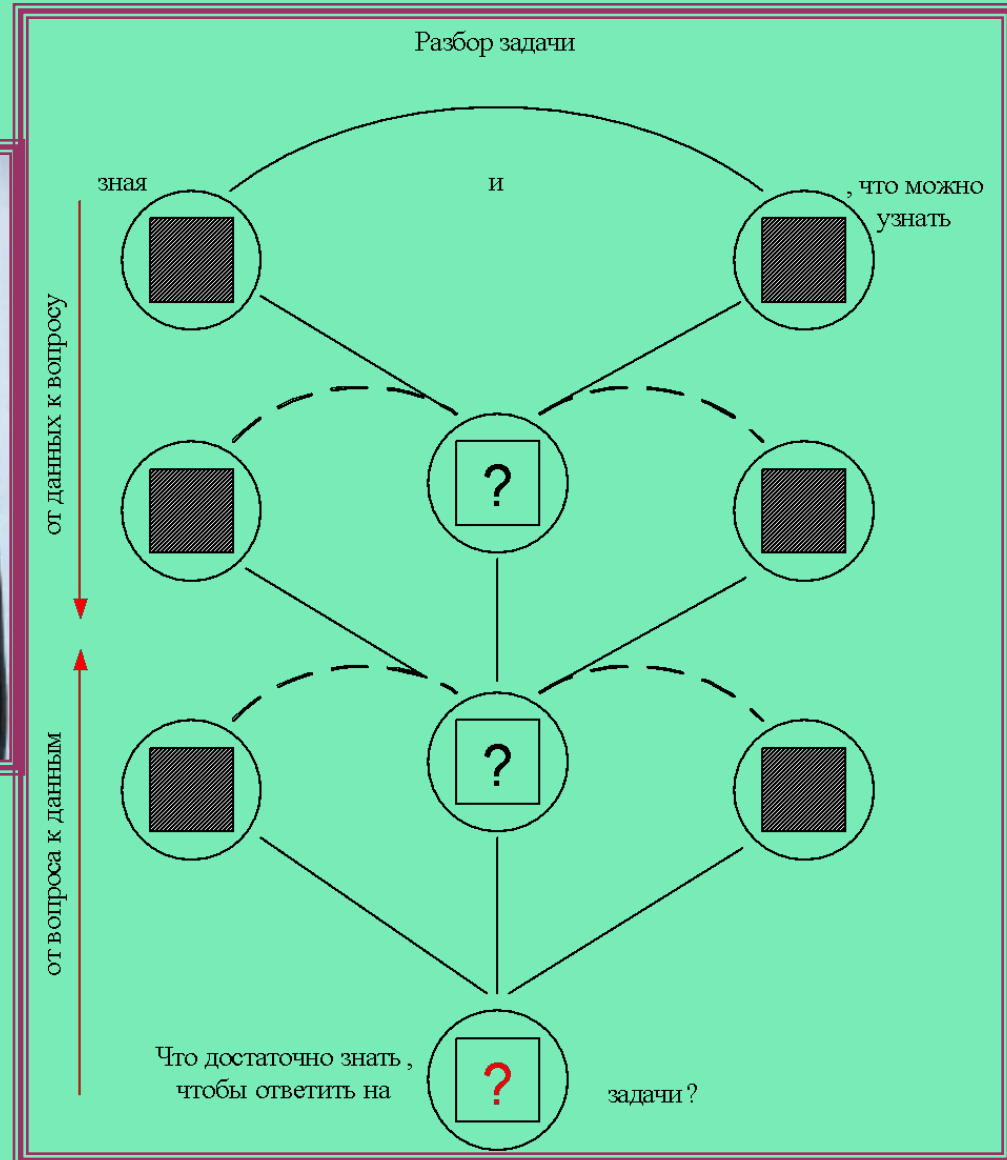 Разбор задачи
зная
и
, что можно
узнать
от данных к вопросу
?
?
от вопроса к данным
Что достаточно знать ,
чтобы ответить на
?
задачи ?